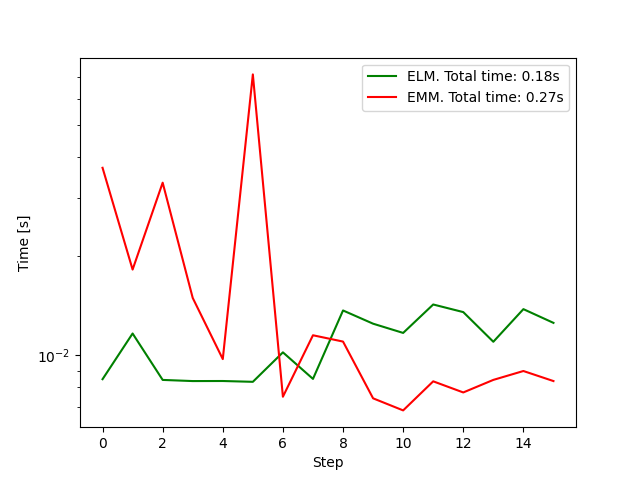 ELM. Total time: 0.18s
EMM. Total time: 0.27s
Time [s]
10⁻²
0 2 4 6 8 10 12 14
Step